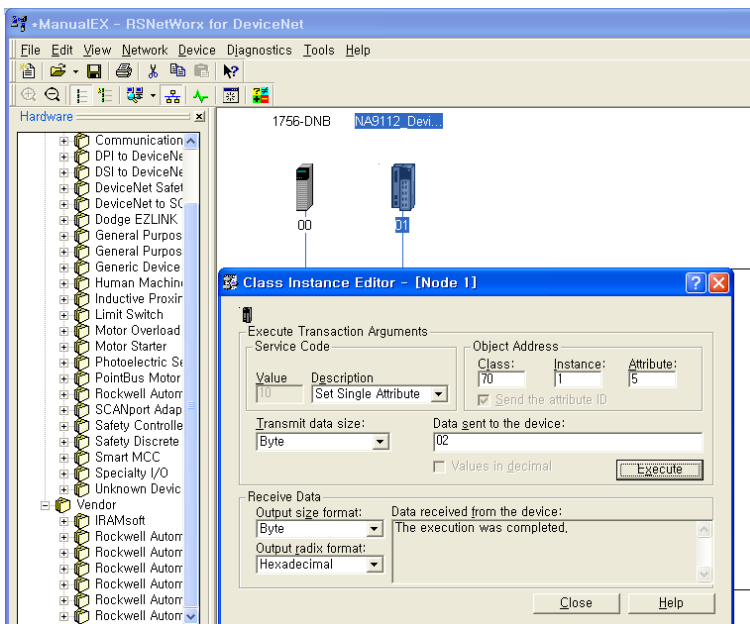 *ManualEX - RSNetWorx for DeviceNet
File Edit View Network Device Diagnostics Tools Help
Hardware
Communication
DPI to DeviceNe
DSI to DeviceNe
DeviceNet Safet
DeviceNet to SC
Dodge EZLINK
General Purpos
General Purpos
Generic Device
Human Machine
Inductive Proxir
Limit Switch
Motor Overload
Motor Starter
Photoelectric Se
PointBus Motor
Rockwell Autom
SCANport Adap
Safety Controlle
Safety Discrete
Smart MCC
Specialty I/O
Unknown Devic
Vendor
IRAMsoft
Rockwell Autom
Rockwell Autom
Rockwell Autom
Rockwell Autom
Rockwell Autom
Rockwell Autom
1756-DNB NA9112_Devi...
00 01
Class Instance Editor - [Node 1]
Execute Transaction Arguments
Service Code
Value Description
10 Set Single Attribute
Object Address
Class: Instance: Attribute:
70 1 5
Send the attribute ID
Transmit data size:
Byte
Data sent to the device:
02
Values in decimal
Execute
Receive Data
Output size format:
Byte
Output radix format:
Hexadecimal
Data received from the device:
The execution was completed,
Close Help